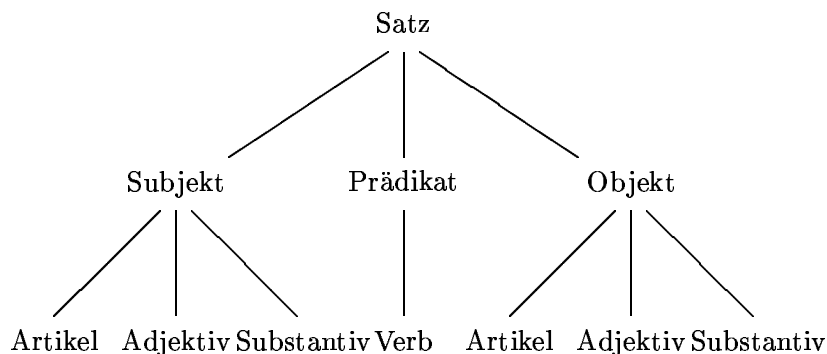 Satz
Subjekt Prädikat Objekt
Artikel Adjektiv Substantiv Verb Artikel Adjektiv Substantiv